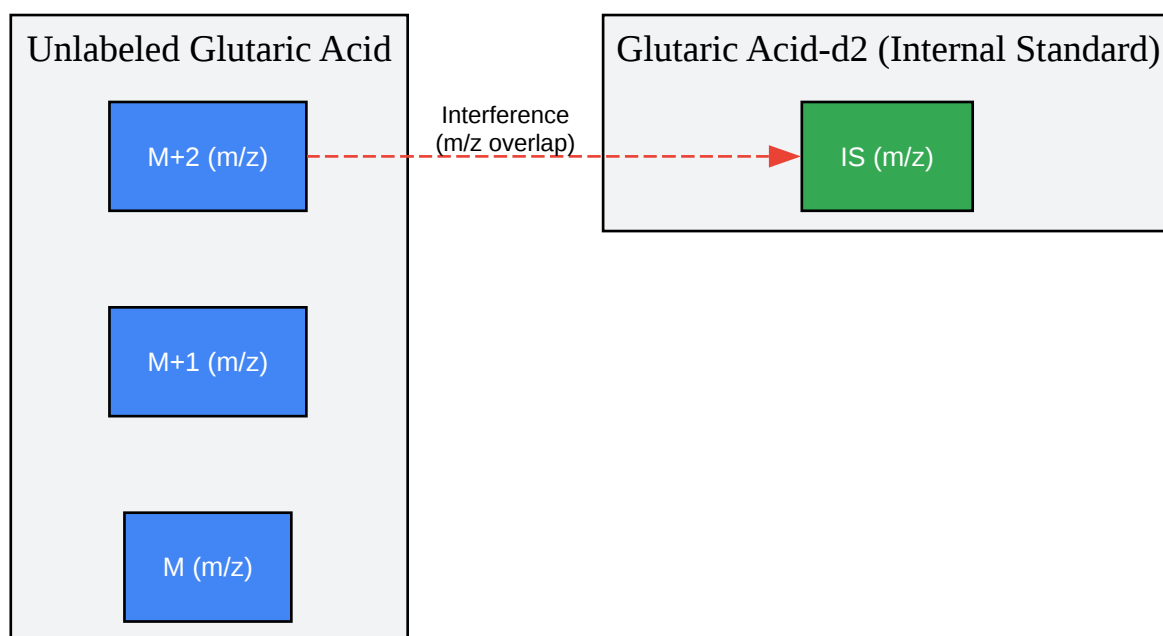 Unlabeled Glutaric Acid
Glutaric Acid-d2 (Internal Standard)
M+2 (m/z)
Interference
(m/z overlap)
IS (m/z)
M+1 (m/z)
M (m/z)